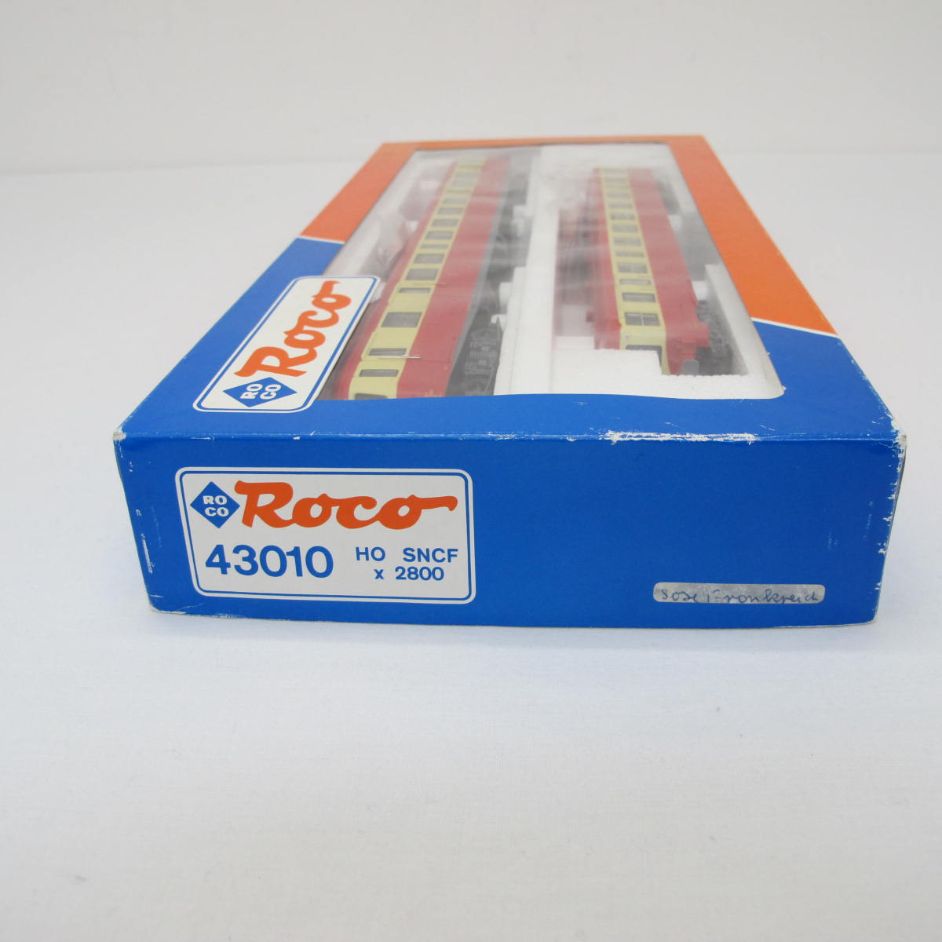 Roco
RO
CO
RO
CO
Roco
43010
HO SNCF
x 2800